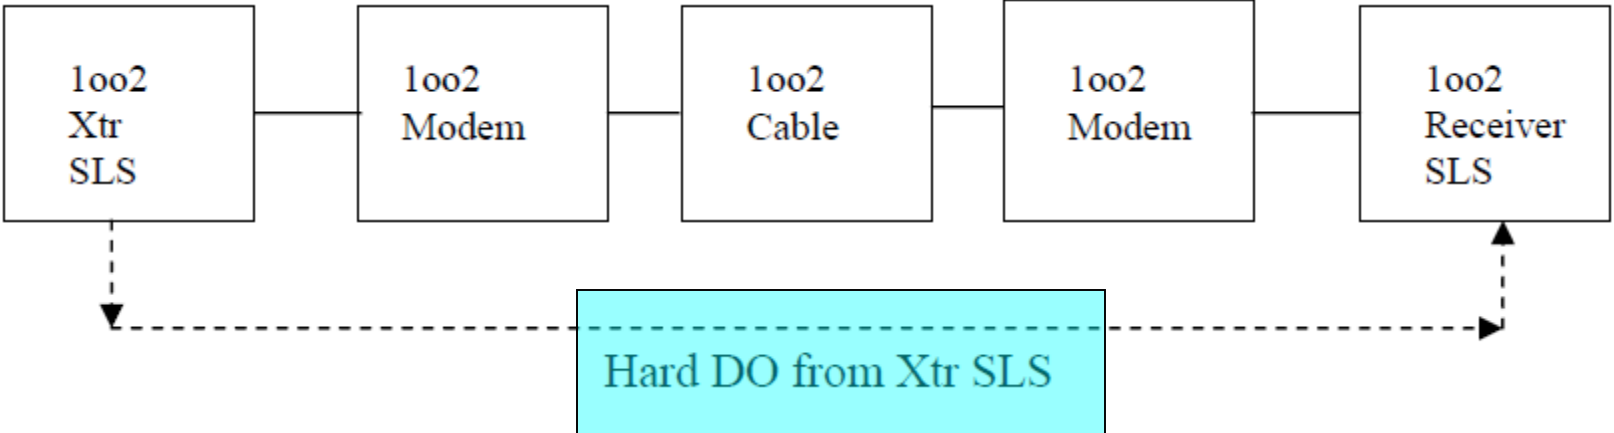 1oo2
Xtr
SLS
1oo2
Modem
1oo2
Cable
1oo2
Modem
1oo2
Receiver
SLS
Hard DO from Xtr SLS